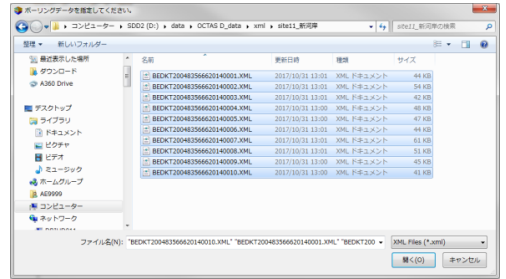 ボーリングデータを指定してください。
コンピューター ▸ SDD2 (D:) ▸ data ▸ OCTAS D_data ▸ xml ▸ site11_新河岸
site11_新河岸の検索
整理 新しいフォルダー
最近表示した場所
ダウンロード
A360 Drive
デスクトップ
ライブラリ
ドキュメント
ピクチャ
ビデオ
ミュージック
ホームグループ
AE9999
コンピューター
ネットワーク
名前 更新日時 種類 サイズ
BEDKT200483566620140001.XML 2017/10/31 13:01 XML ドキュメント 44 KB
BEDKT200483566620140002.XML 2017/10/31 13:01 XML ドキュメント 54 KB
BEDKT200483566620140003.XML 2017/10/31 13:01 XML ドキュメント 42 KB
BEDKT200483566620140004.XML 2017/10/31 13:00 XML ドキュメント 48 KB
BEDKT200483566620140005.XML 2017/10/31 13:00 XML ドキュメント 47 KB
BEDKT200483566620140006.XML 2017/10/31 13:01 XML ドキュメント 44 KB
BEDKT200483566620140007.XML 2017/10/31 13:01 XML ドキュメント 61 KB
BEDKT200483566620140008.XML 2017/10/31 13:01 XML ドキュメント 51 KB
BEDKT200483566620140009.XML 2017/10/31 13:00 XML ドキュメント 45 KB
BEDKT200483566620140010.XML 2017/10/31 13:01 XML ドキュメント 41 KB
ファイル名(N): "BEDKT200483566620140010.XML" "BEDKT200483566620140001.XML" "BEDKT200
XML Files (*.xml)
開く(O) キャンセル